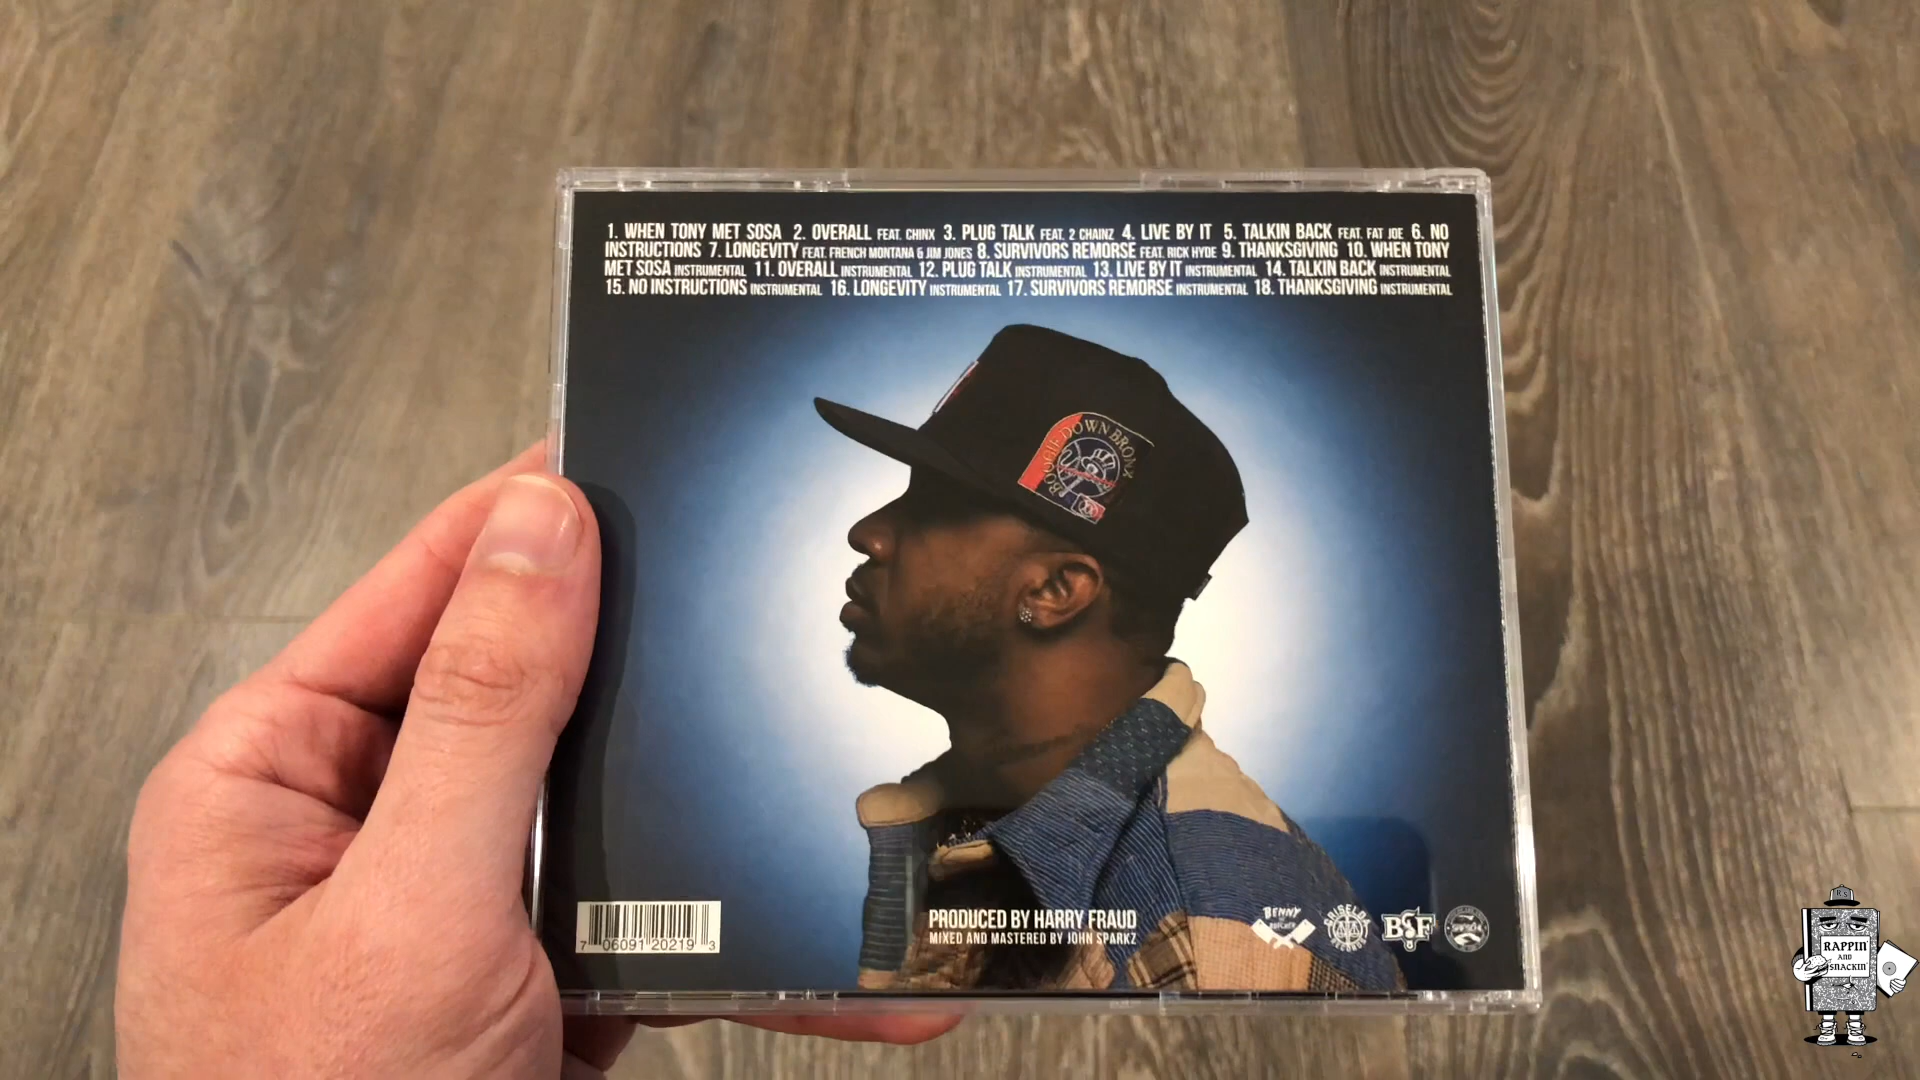 1. WHEN TONY MET SOSA 2. OVERALL FEAT. CHINX 3. PLUG TALK FEAT. 2 CHAINZ 4. LIVE BY IT 5. TALKIN BACK FEAT. FAT JOE 6. NO
INSTRUCTIONS 7. LONGEVITY FEAT. FRENCH MONTANA & JIM JONES 8. SURVIVORS REMORSE FEAT. RICK HYDE 9. THANKSGIVING 10. WHEN TONY
MET SOSA INSTRUMENTAL 11. OVERALL INSTRUMENTAL 12. PLUG TALK INSTRUMENTAL 13. LIVE BY IT INSTRUMENTAL 14. TALKIN BACK INSTRUMENTAL
15. NO INSTRUCTIONS INSTRUMENTAL 16. LONGEVITY INSTRUMENTAL 17. SURVIVORS REMORSE INSTRUMENTAL 18. THANKSGIVING INSTRUMENTAL
BOOGIE DOWN BRONX
7 06091 20219 3
PRODUCED BY HARRY FRAUD
MIXED AND MASTERED BY JOHN SPARKZ
BENNY
BUTCHER
GRISELDA
RECORDS
BSF
RS
RAPPIN'
AND
SNACKIN'